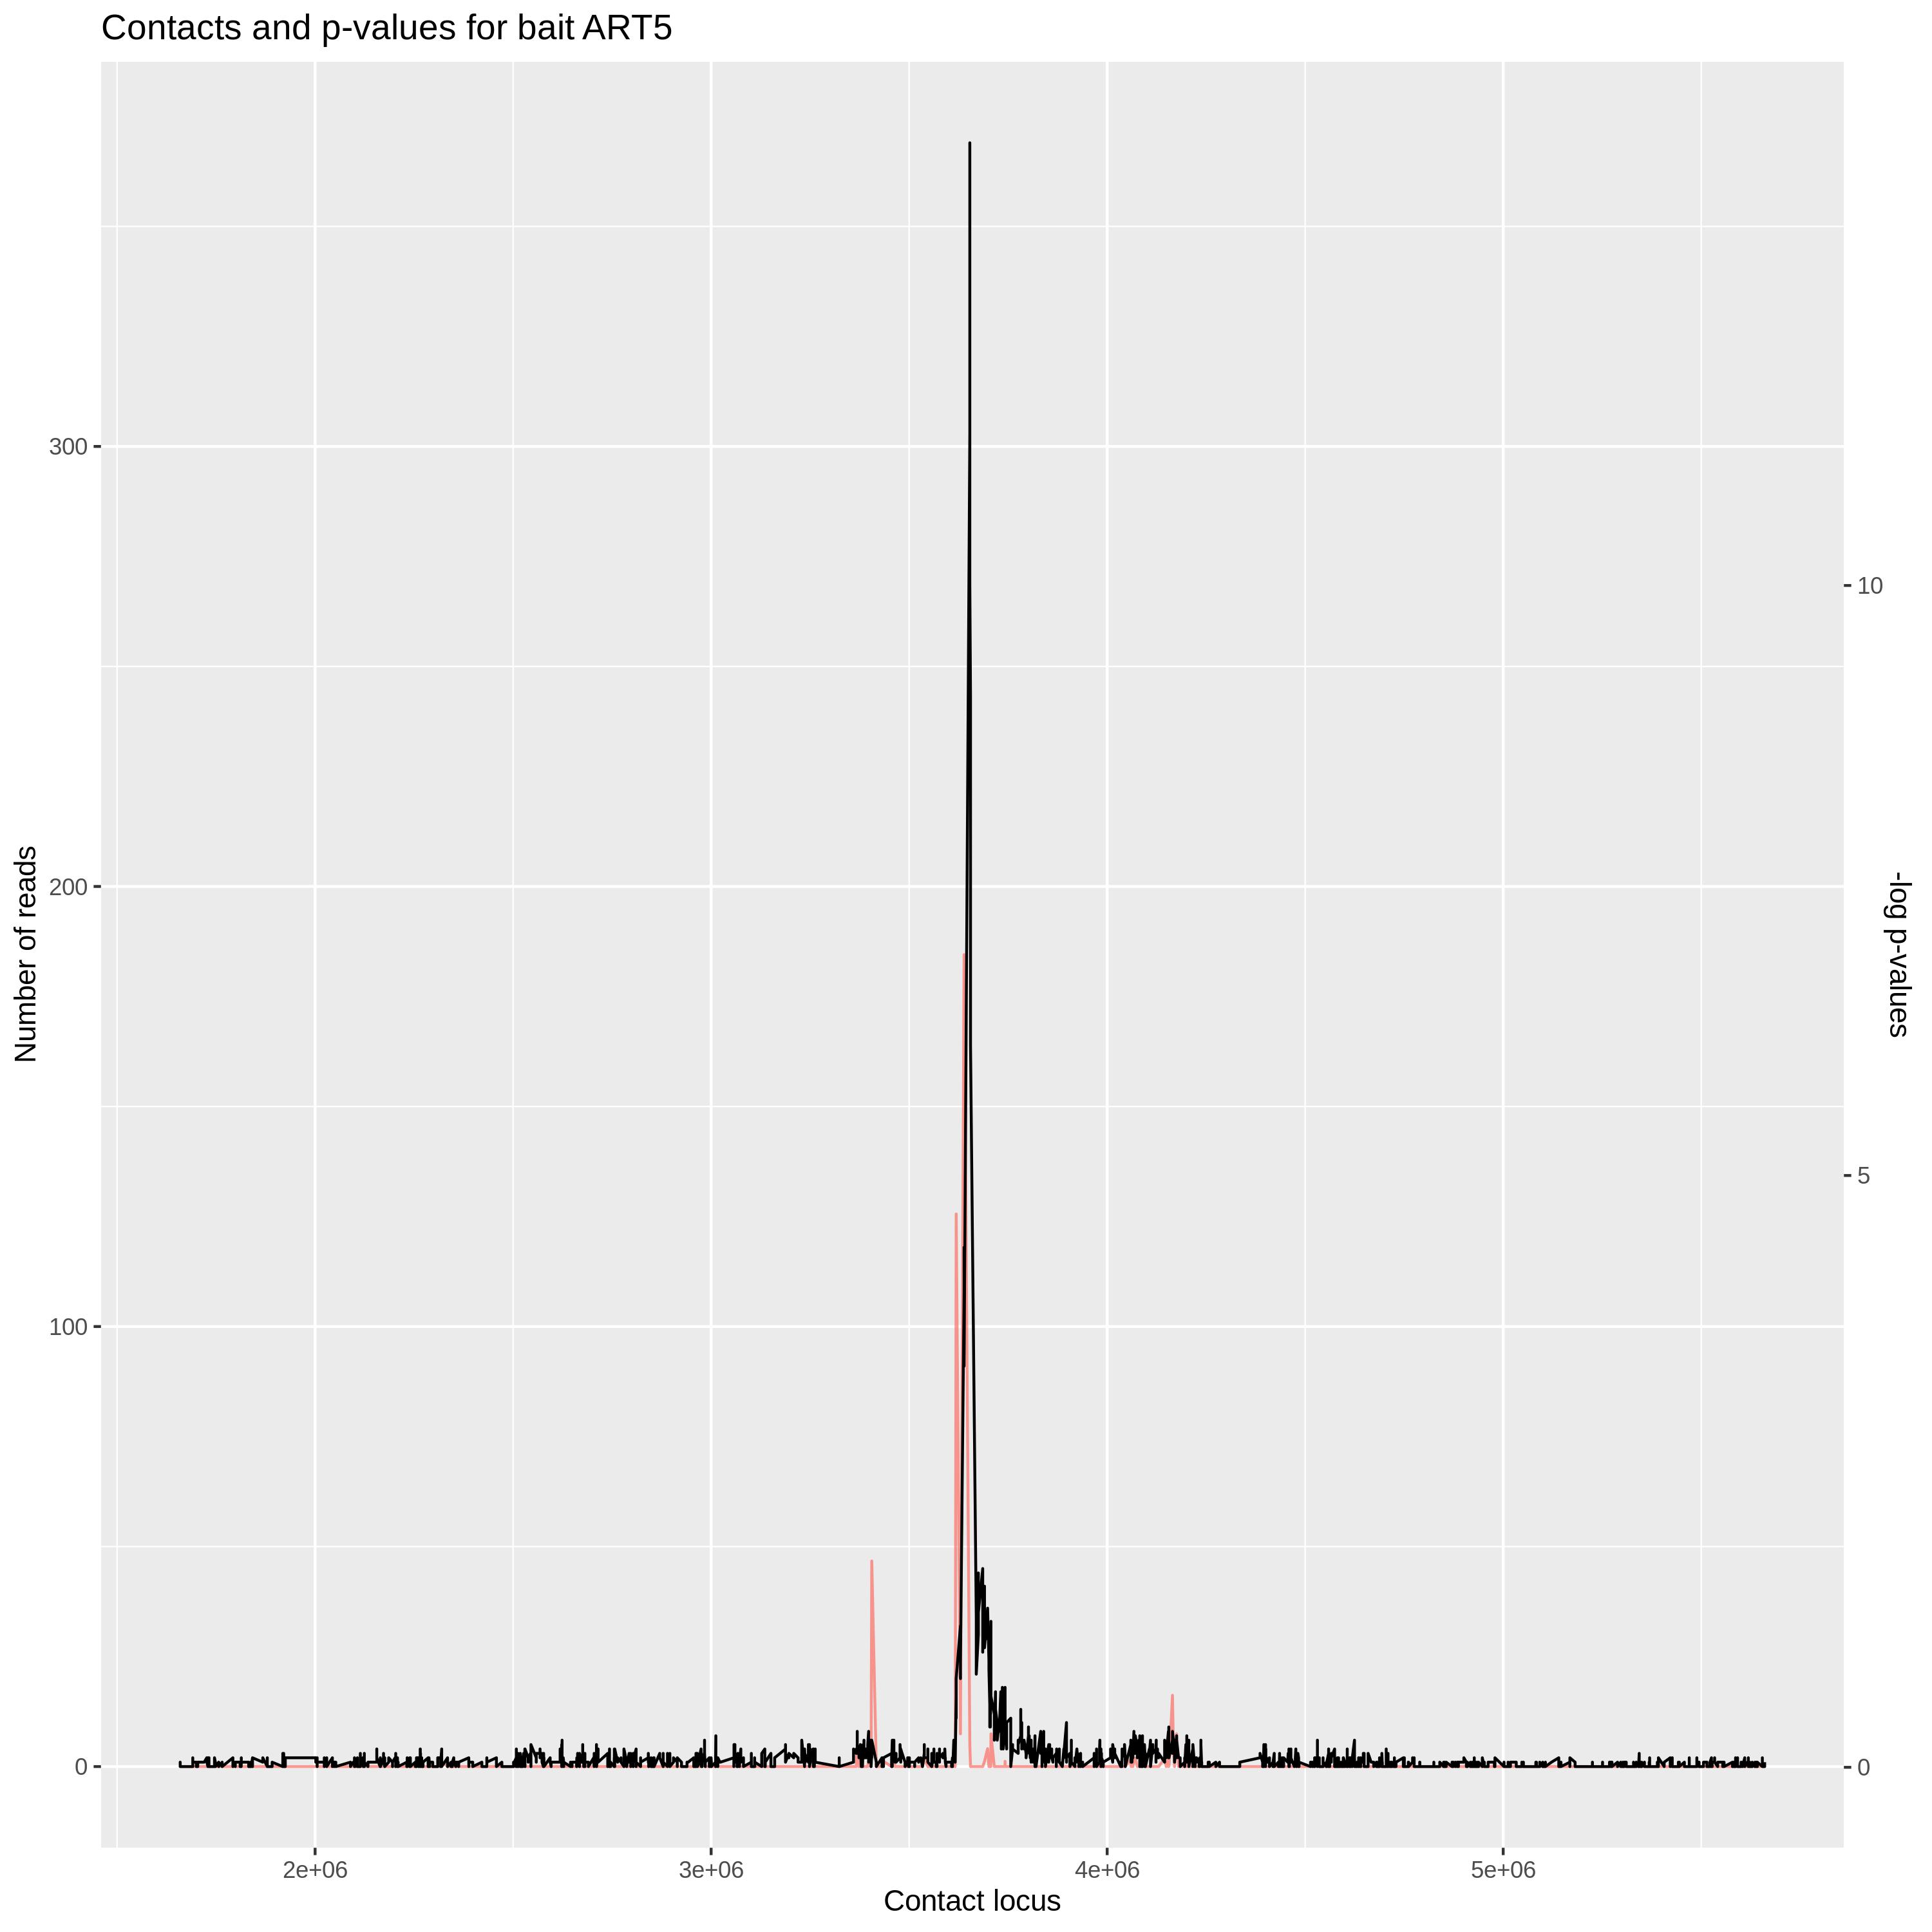 Contacts and p-values for bait ART5
300
200
100
0
Number of reads
10
5
0
-log p-values
2e+06
3e+06
4e+06
5e+06
Contact locus